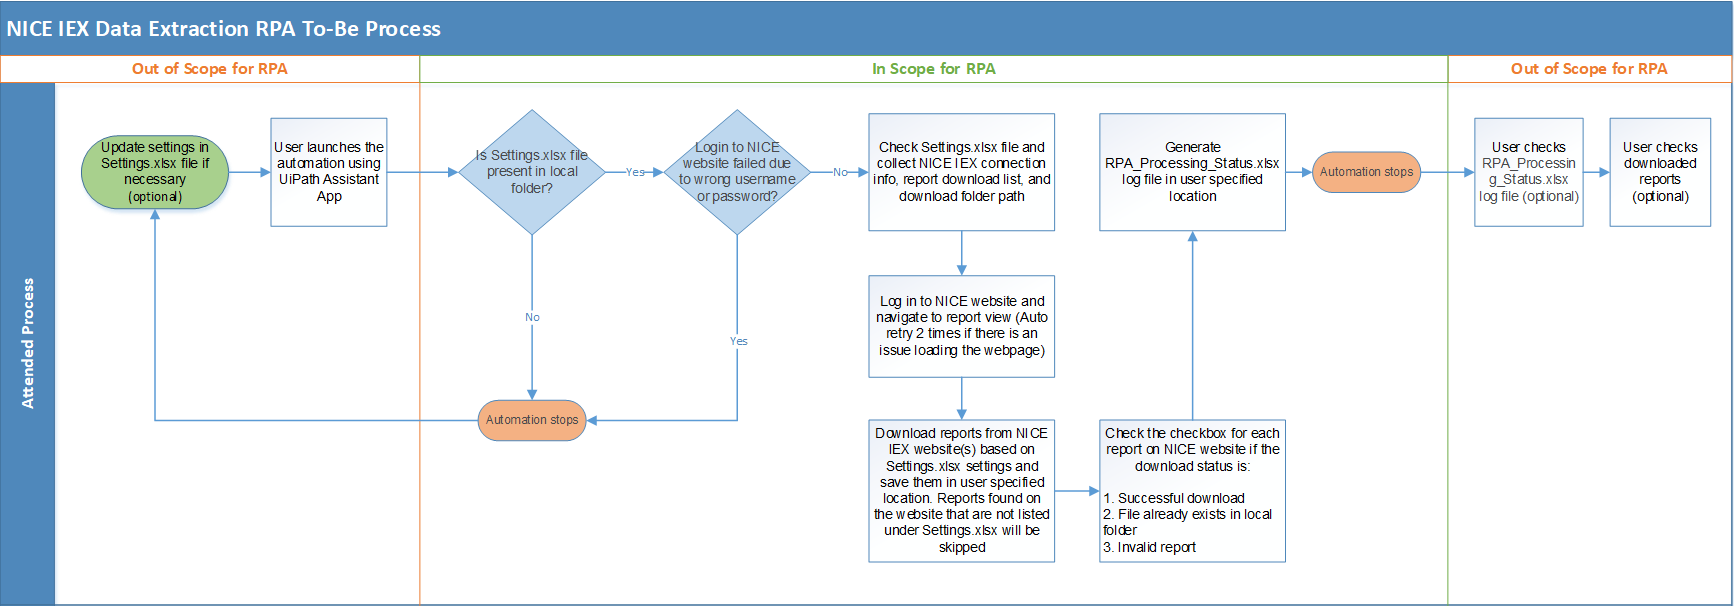 NICE IEX Data Extraction RPA To-Be Process
Out of Scope for RPA
In Scope for RPA
Out of Scope for RPA
Attended Process
Update settings in
Settings.xlsx file if
necessary
(optional)
User launches the
automation using
UiPath Assistant
App
Is Settings.xlsx file
present in local
folder?
Yes
No
Login to NICE
website failed due
to wrong username
or password?
No
Yes
Automation stops
Check Settings.xlsx file and
collect NICE IEX connection
info, report download list, and
download folder path
Log in to NICE website and
navigate to report view (Auto
retry 2 times if there is an
issue loading the webpage)
Download reports from NICE
IEX website(s) based on
Settings.xlsx settings and
save them in user specified
location. Reports found on
the website that are not listed
under Settings.xlsx will be
skipped
Check the checkbox for each
report on NICE website if the
download status is:
1. Successful download
2. File already exists in local
folder
3. Invalid report
Generate
RPA_Processing_Status.xlsx
log file in user specified
location
Automation stops
User checks
RPA_Processin
g_Status.xlsx
log file (optional)
User checks
downloaded
reports
(optional)